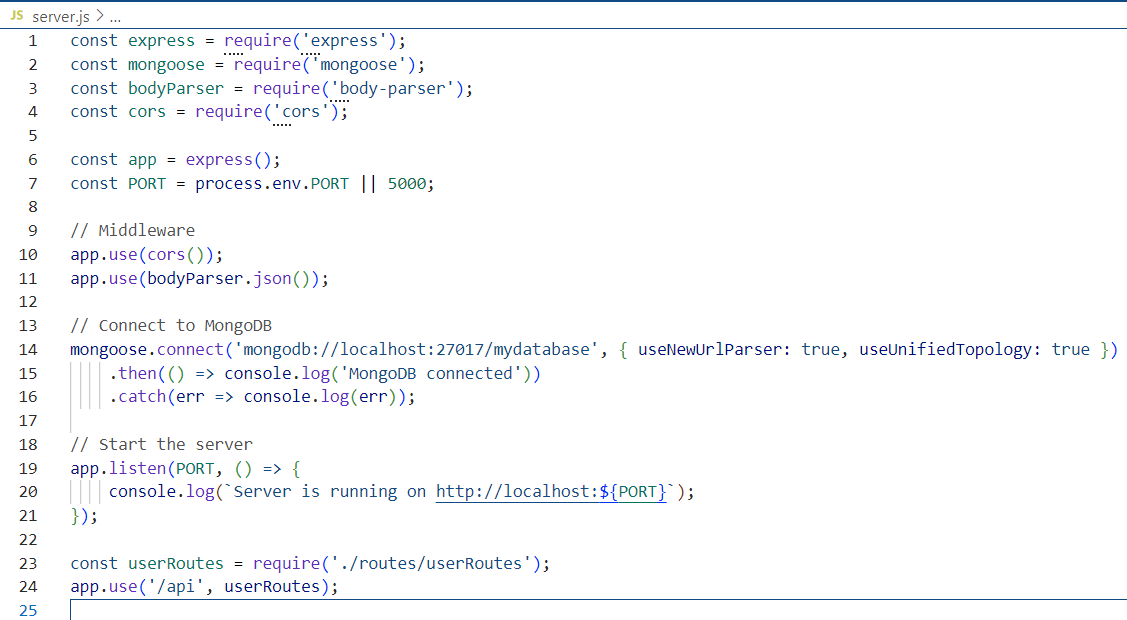 JS server.js > ...
1 const express = require('express');
2 const mongoose = require('mongoose');
3 const bodyParser = require('body-parser');
4 const cors = require('cors');
5
6 const app = express();
7 const PORT = process.env.PORT || 5000;
8
9 // Middleware
10 app.use(cors());
11 app.use(bodyParser.json());
12
13 // Connect to MongoDB
14 mongoose.connect('mongodb://localhost:27017/mydatabase', { useNewUrlParser: true, useUnifiedTopology: true })
15     .then(() => console.log('MongoDB connected'))
16     .catch(err => console.log(err));
17
18 // Start the server
19 app.listen(PORT, () => {
20     console.log(`Server is running on http://localhost:${PORT}`);
21 });
22
23 const userRoutes = require('./routes/userRoutes');
24 app.use('/api', userRoutes);
25